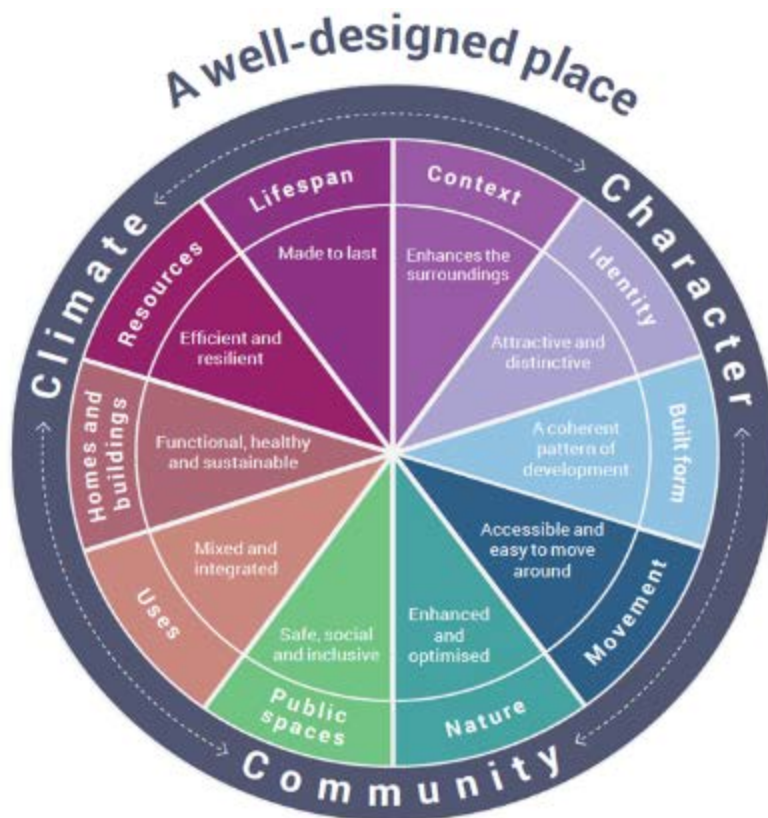 A well-designed place
Climate
Character
Community
Context
Enhances the
surroundings
Identity
Attractive and
distinctive
Built form
A coherent
pattern of
development
Movement
Accessible and
easy to move
around
Nature
Enhanced
and
optimised
Public
spaces
Safe, social
and inclusive
Uses
Mixed and
integrated
Homes and
buildings
Functional, healthy
and sustainable
Resources
Efficient and
resilient
Lifespan
Made to last